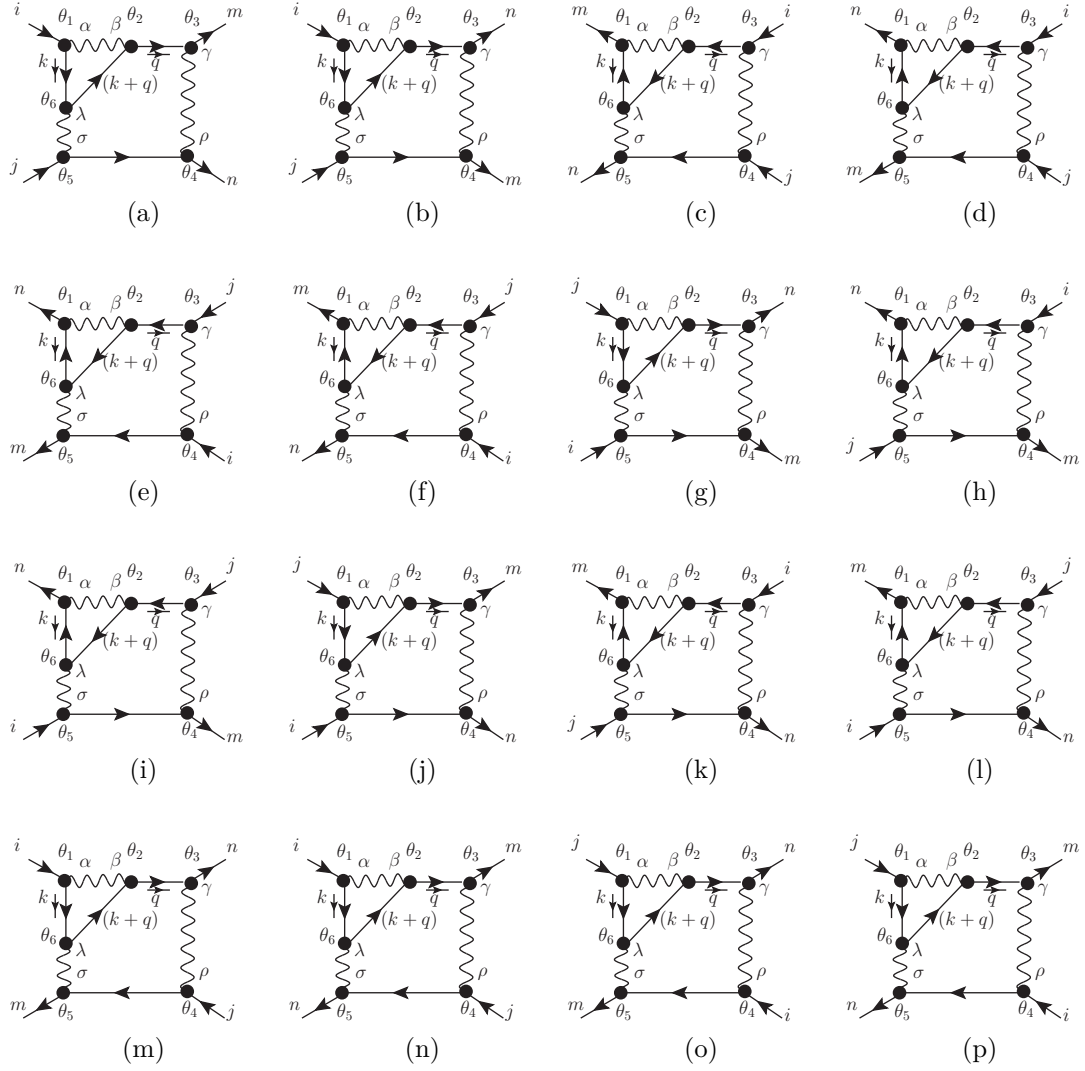 i θ₁ α β θ₂ θ₃ m i θ₁ α β θ₂ θ₃ n m θ₁ α β θ₂ θ₃ i n θ₁ α β θ₂ θ₃ i
k q γ k q γ k q γ k q γ
(k + q) (k + q) (k + q) (k + q)
θ₆ λ θ₆ λ θ₆ λ θ₆ λ
σ ρ σ ρ σ ρ σ ρ
j θ₅ θ₄ n j θ₅ θ₄ m n θ₅ θ₄ j m θ₅ θ₄ j
(a) (b) (c) (d)
n θ₁ α β θ₂ θ₃ j m θ₁ α β θ₂ θ₃ j j θ₁ α β θ₂ θ₃ n n θ₁ α β θ₂ θ₃ i
k q γ k q γ k q γ k q γ
(k + q) (k + q) (k + q) (k + q)
θ₆ λ θ₆ λ θ₆ λ θ₆ λ
σ ρ σ ρ σ ρ σ ρ
m θ₅ θ₄ i n θ₅ θ₄ i i θ₅ θ₄ m j θ₅ θ₄ m
(e) (f) (g) (h)
n θ₁ α β θ₂ θ₃ j j θ₁ α β θ₂ θ₃ m m θ₁ α β θ₂ θ₃ i m θ₁ α β θ₂ θ₃ j
k q γ k q γ k q γ k q γ
(k + q) (k + q) (k + q) (k + q)
θ₆ λ θ₆ λ θ₆ λ θ₆ λ
σ ρ σ ρ σ ρ σ ρ
i θ₅ θ₄ m i θ₅ θ₄ n j θ₅ θ₄ n i θ₅ θ₄ n
(i) (j) (k) (l)
i θ₁ α β θ₂ θ₃ n i θ₁ α β θ₂ θ₃ m j θ₁ α β θ₂ θ₃ n j θ₁ α β θ₂ θ₃ m
k q γ k q γ k q γ k q γ
(k + q) (k + q) (k + q) (k + q)
θ₆ λ θ₆ λ θ₆ λ θ₆ λ
σ ρ σ ρ σ ρ σ ρ
m θ₅ θ₄ j n θ₅ θ₄ j m θ₅ θ₄ i n θ₅ θ₄ i
(m) (n) (o) (p)